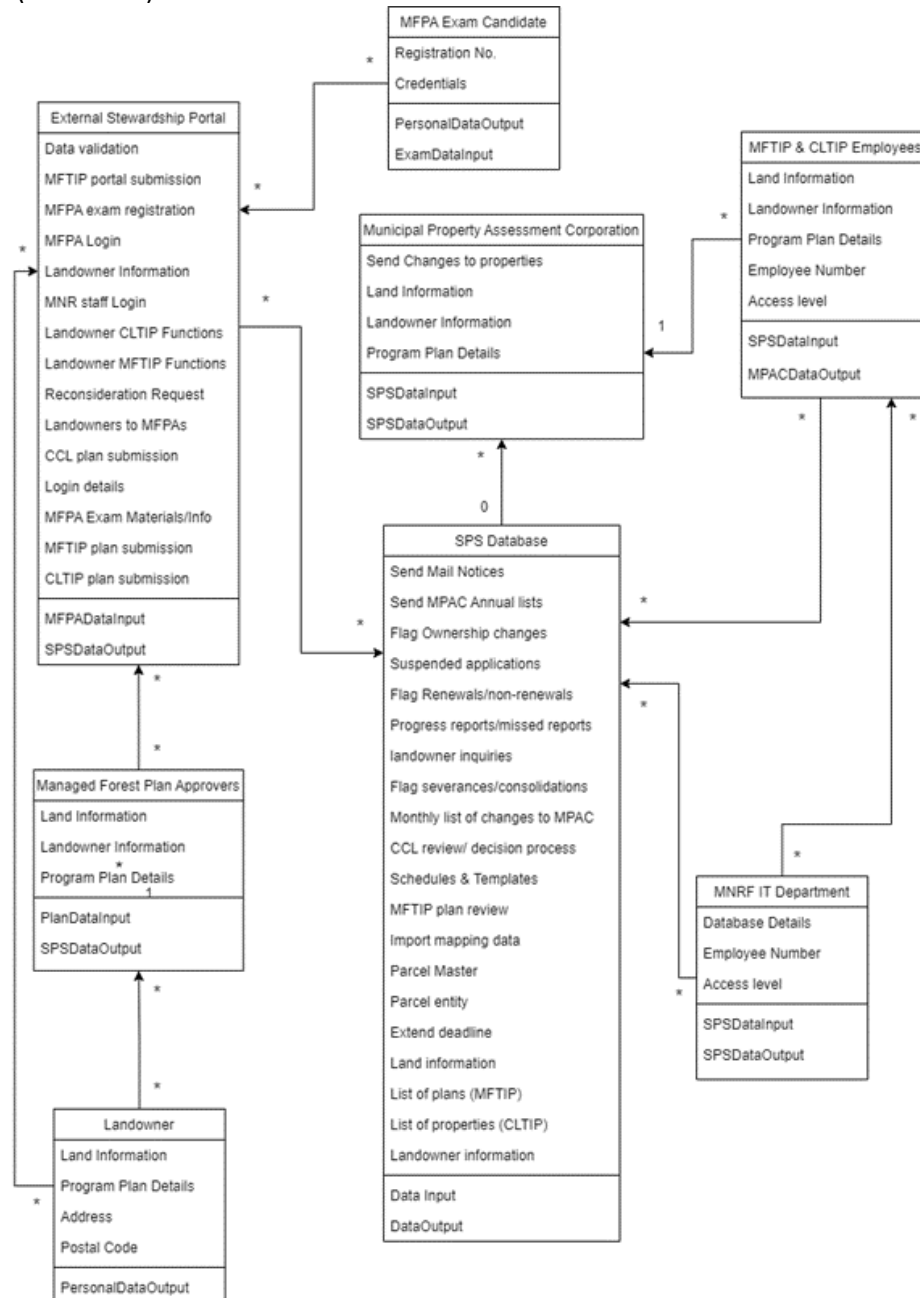 MFPA Exam Candidate
Registration No.
Credentials
PersonalDataOutput
ExamDataInput
*
*
External Stewardship Portal
Data validation
MFTIP portal submission
MFPA exam registration
MFPA Login
Landowner Information
MNR staff Login
Landowner CLTIP Functions
Landowner MFTIP Functions
Reconsideration Request
Landowners to MFPAs
CCL plan submission
Login details
MFPA Exam Materials/Info
MFTIP plan submission
CLTIP plan submission
MFPADataInput
SPSDataOutput
*
*
*
*
*
Municipal Property Assessment Corporation
Send Changes to properties
Land Information
Landowner Information
Program Plan Details
SPSDataInput
SPSDataOutput
*
0
1
*
MFTIP & CLTIP Employees
Land Information
Landowner Information
Program Plan Details
Employee Number
Access level
SPSDataInput
MPACDataOutput
*
*
SPS Database
Send Mail Notices
Send MPAC Annual lists
Flag Ownership changes
Suspended applications
Flag Renewals/non-renewals
Progress reports/missed reports
landowner inquiries
Flag severances/consolidations
Monthly list of changes to MPAC
CCL review/ decision process
Schedules & Templates
MFTIP plan review
Import mapping data
Parcel Master
Parcel entity
Extend deadline
Land information
List of plans (MFTIP)
List of properties (CLTIP)
Landowner information
Data Input
DataOutput
*
*
*
*
MNRF IT Department
Database Details
Employee Number
Access level
SPSDataInput
SPSDataOutput
Managed Forest Plan Approvers
Land Information
Landowner Information
*
Program Plan Details
1
PlanDataInput
SPSDataOutput
*
*
Landowner
Land Information
Program Plan Details
Address
Postal Code
PersonalDataOutput
*